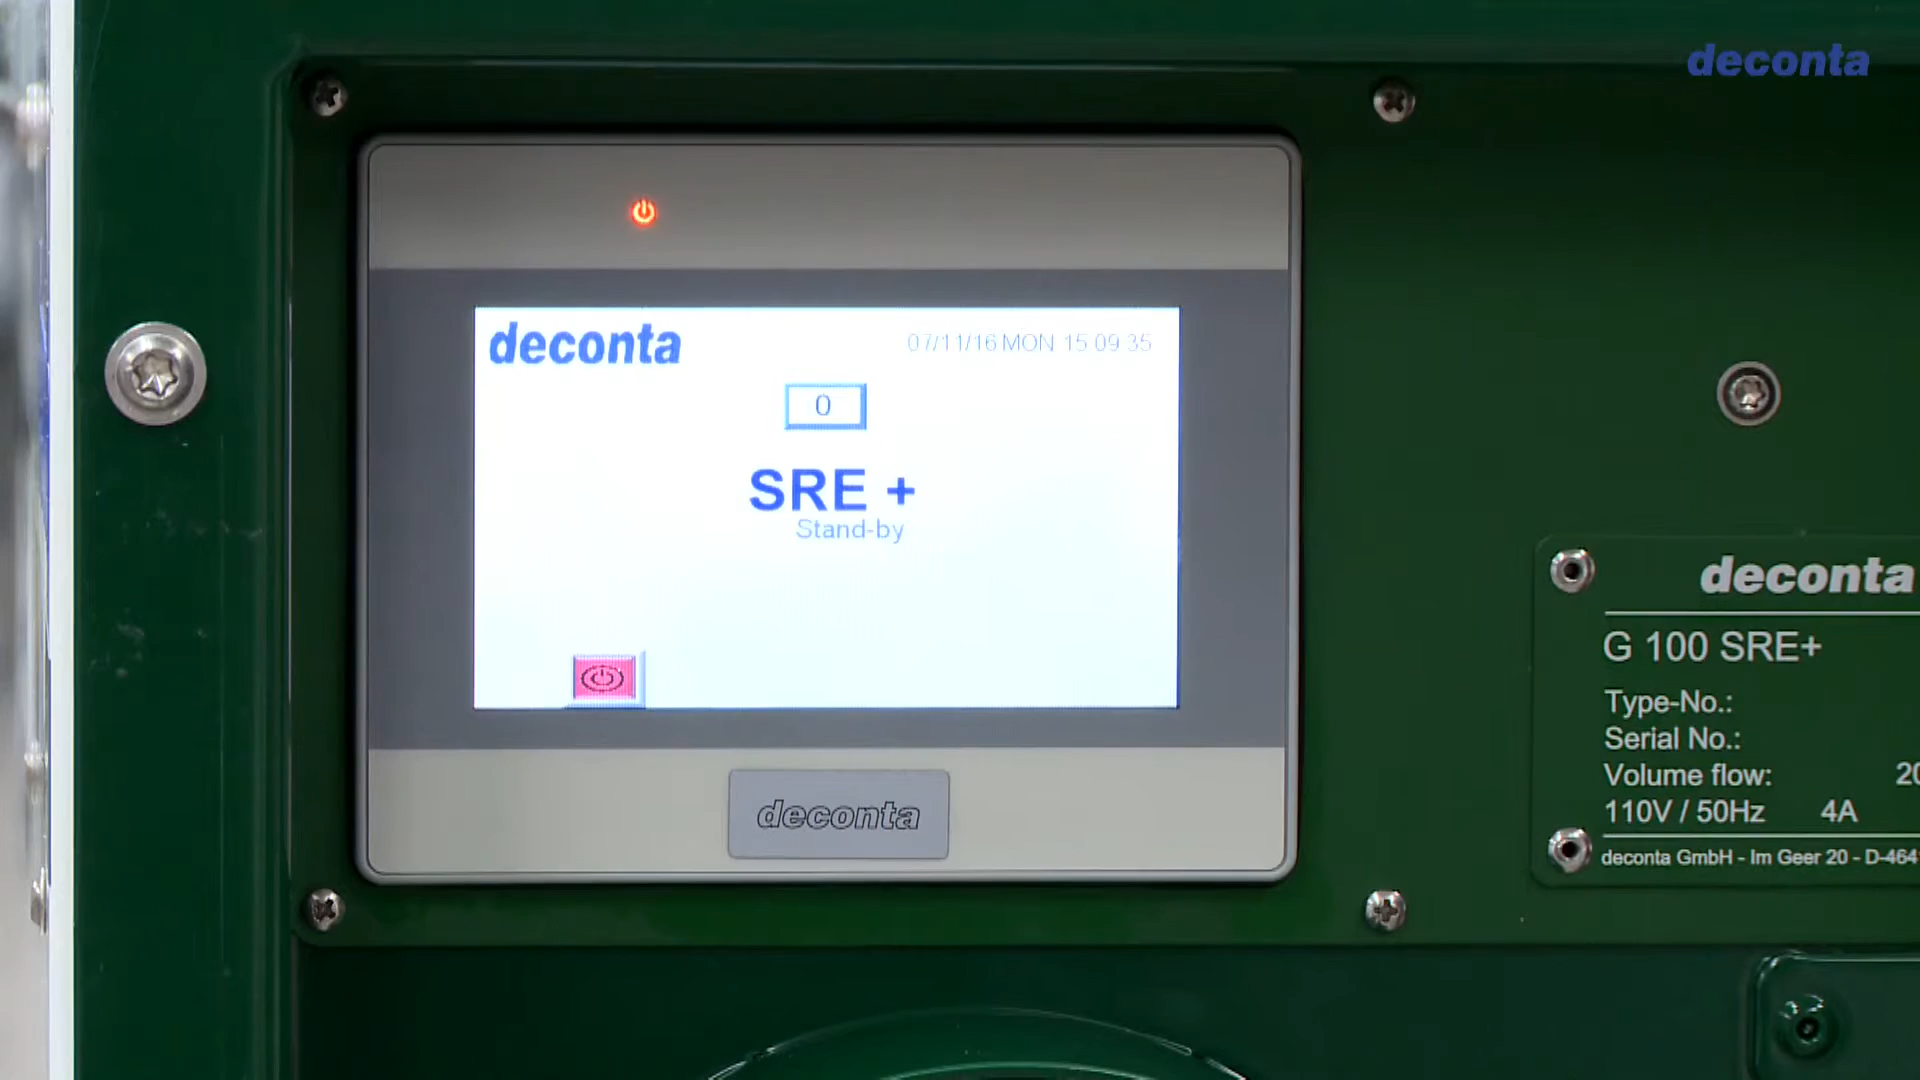 deconta
deconta
07/11/16 MON 15 09 35
0
SRE +
Stand-by
deconta
deconta
G 100 SRE+
Type-No.:
Serial No.:
Volume flow: 20
110V / 50Hz 4A
deconta GmbH - Im Geer 20 - D-464